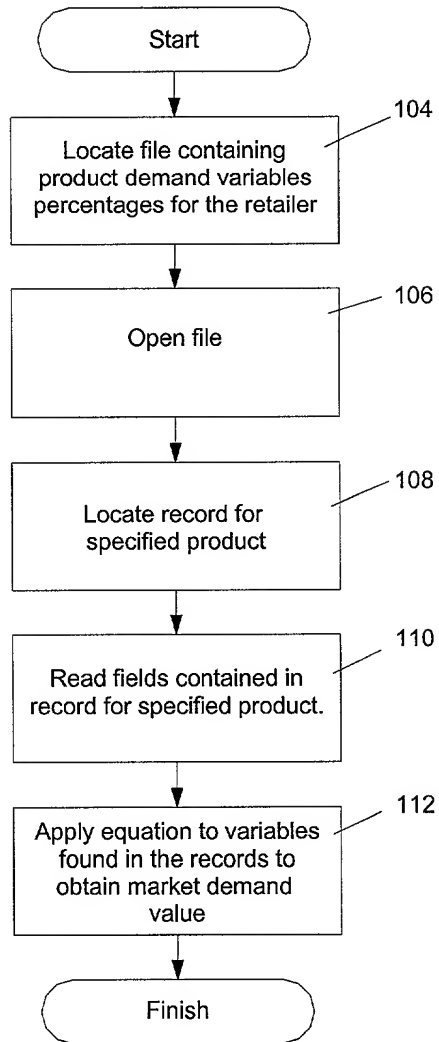 Start
104
Locate file containing
product demand variables
percentages for the retailer
106
Open file
108
Locate record for
specified product
110
Read fields contained in
record for specified product.
112
Apply equation to variables
found in the records to
obtain market demand
value
Finish